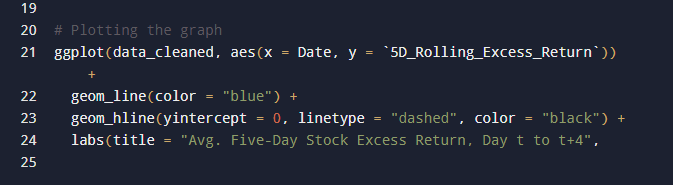 19
20 # Plotting the graph
21 ggplot(data_cleaned, aes(x = Date, y = `5D_Rolling_Excess_Return`))
+
22 geom_line(color = "blue") +
23 geom_hline(yintercept = 0, linetype = "dashed", color = "black") +
24 labs(title = "Avg. Five-Day Stock Excess Return, Day t to t+4",
25